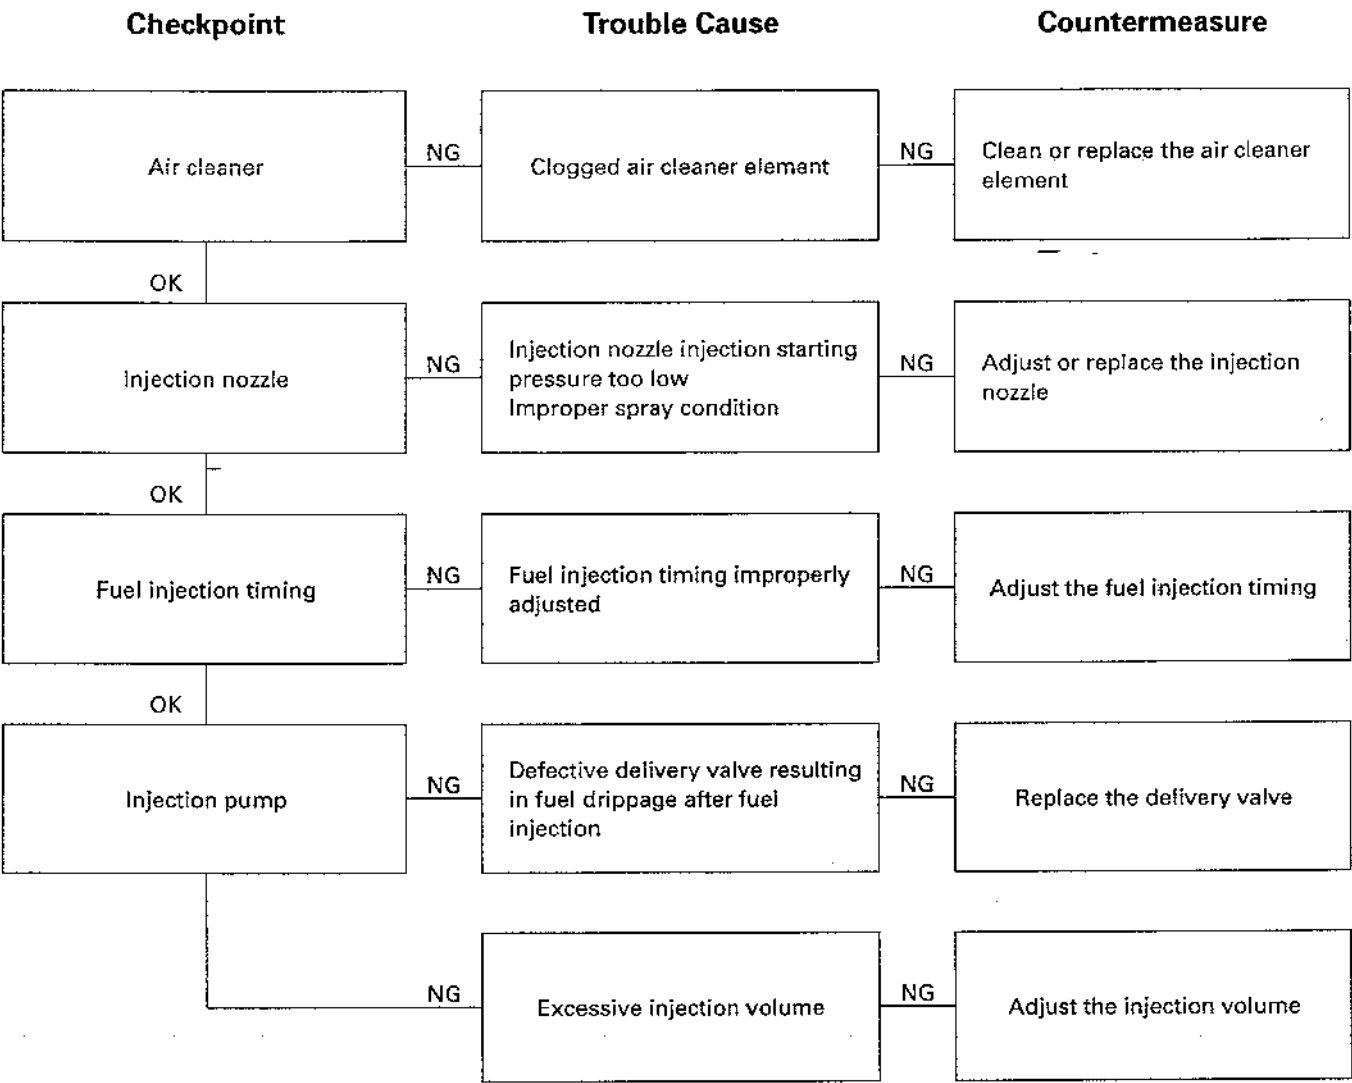 Checkpoint
Trouble Cause
Countermeasure
Air cleaner
NG
Clogged air cleaner element
NG
Clean or replace the air cleaner
element
OK
Injection nozzle
NG
Injection nozzle injection starting
pressure too low
Improper spray condition
NG
Adjust or replace the injection
nozzle
OK
Fuel injection timing
NG
Fuel injection timing improperly
adjusted
NG
Adjust the fuel injection timing
OK
Injection pump
NG
Defective delivery valve resulting
in fuel drippage after fuel
injection
NG
Replace the delivery valve
NG
Excessive injection volume
NG
Adjust the injection volume